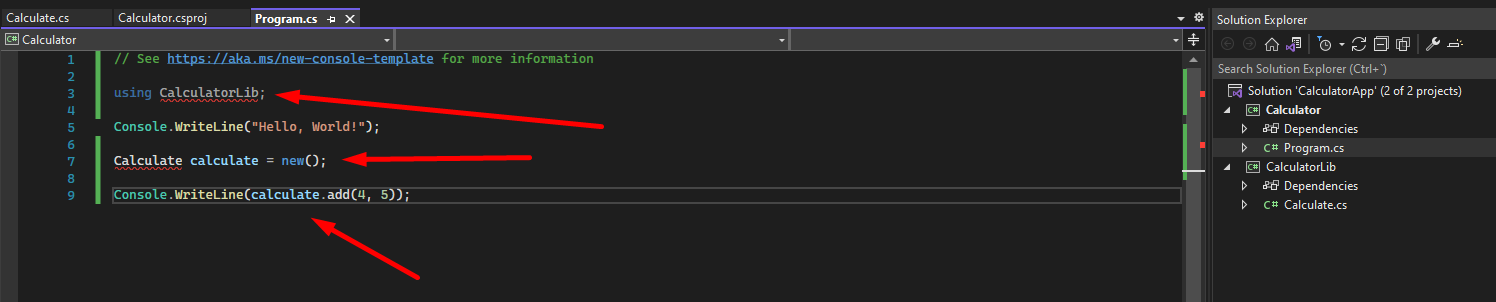 Calculate.cs Calculator.csproj Program.cs
Calculator
1 // See https://aka.ms/new-console-template for more information
2
3 using CalculatorLib;
4
5 Console.WriteLine("Hello, World!");
6
7 Calculate calculate = new();
8
9 Console.WriteLine(calculate.add(4, 5));
Solution Explorer
Search Solution Explorer (Ctrl+¨)
Solution 'CalculatorApp' (2 of 2 projects)
C# Calculator
Dependencies
C# Program.cs
C# CalculatorLib
Dependencies
C# Calculate.cs